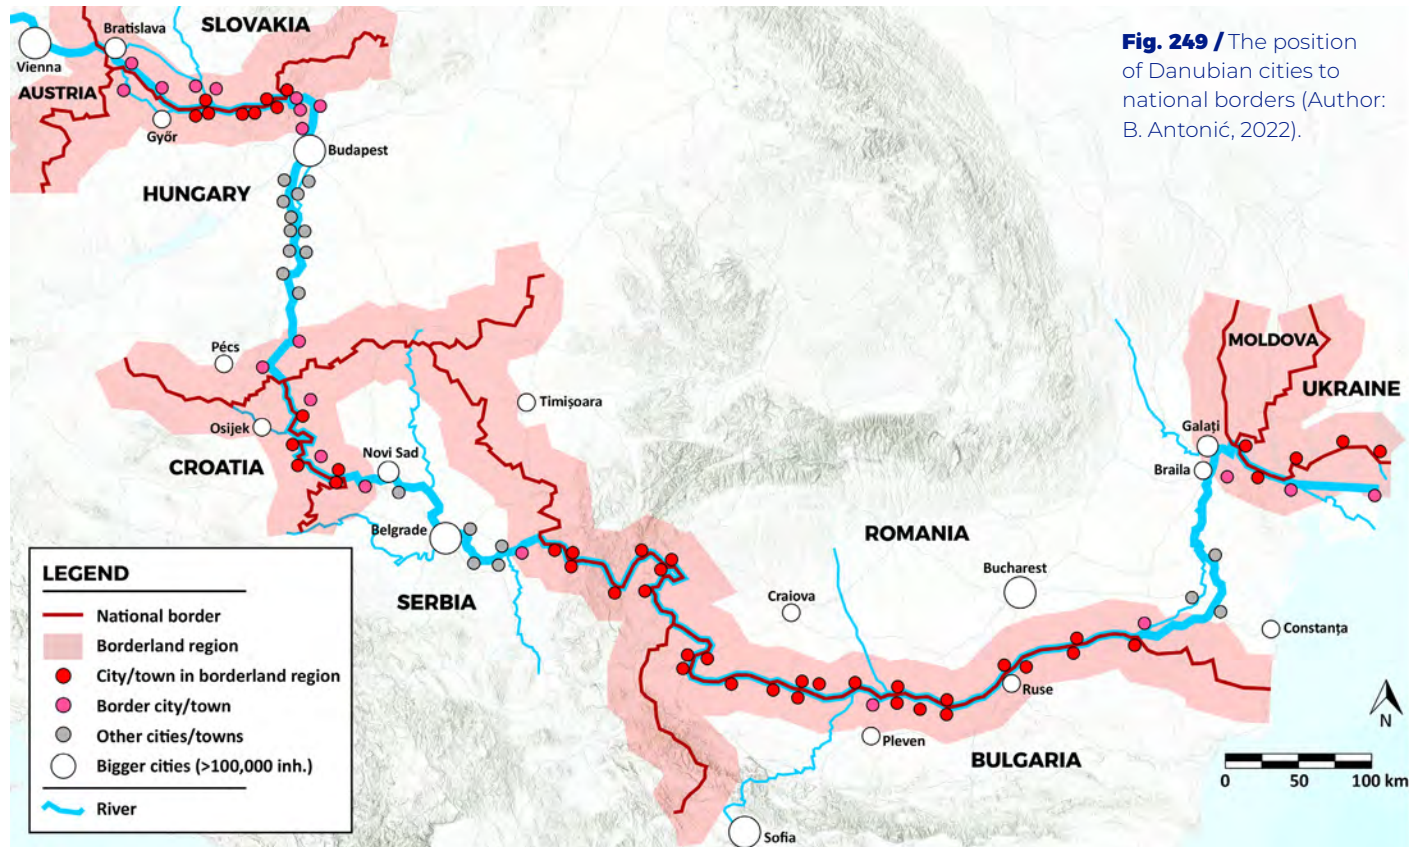 SLOVAKIA
Bratislava
Vienna
AUSTRIA
Győr
Budapest
HUNGARY
Fig. 249 / The position
of Danubian cities to
national borders (Author:
B. Antonić, 2022).
Pécs
Timișoara
MOLDOVA
UKRAINE
Osijek
Galați
Novi Sad
CROATIA
Braila
Belgrade
ROMANIA
Bucharest
SERBIA
Craiova
Constanța
Ruse
Pleven
BULGARIA
Sofia
LEGEND
National border
Borderland region
City/town in borderland region
Border city/town
Other cities/towns
Bigger cities (>100,000 inh.)
River
N
0 50 100 km